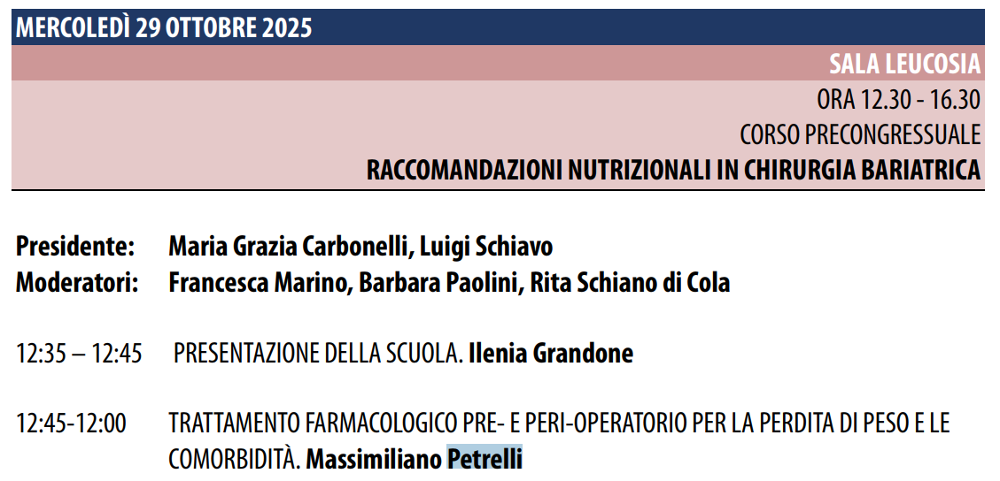 MERCOLEDÌ 29 OTTOBRE 2025
SALA LEUCOSIA
ORA 12.30 - 16.30
CORSO PRECONGRESSUALE
RACCOMANDAZIONI NUTRIZIONALI IN CHIRURGIA BARIATRICA
Presidente: Maria Grazia Carbonelli, Luigi Schiavo
Moderatori: Francesca Marino, Barbara Paolini, Rita Schiano di Cola
12:35 – 12:45 PRESENTAZIONE DELLA SCUOLA. Ilenia Grandone
12:45-12:00 TRATTAMENTO FARMACOLOGICO PRE- E PERI-OPERATORIO PER LA PERDITA DI PESO E LE
COMORBIDITÀ. Massimiliano Petrelli